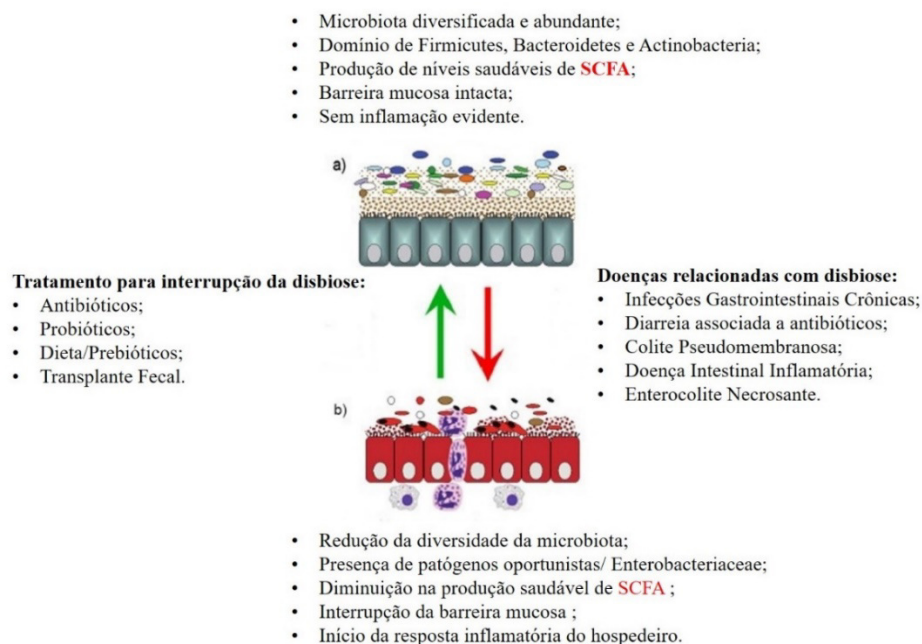 • Microbiota diversificada e abundante;
• Domínio de Firmicutes, Bacteroidetes e Actinobacteria;
• Produção de níveis saudáveis de SCFA;
• Barreira mucosa intacta;
• Sem inflamação evidente.
a)
Tratamento para interrupção da disbiose:
• Antibióticos;
• Probióticos;
• Dieta/Prebióticos;
• Transplante Fecal.
Doenças relacionadas com disbiose:
• Infecções Gastrointestinais Crônicas;
• Diarreia associada a antibióticos;
• Colite Pseudomembranosa;
• Doença Intestinal Inflamatória;
• Enterocolite Necrosante.
b)
• Redução da diversidade da microbiota;
• Presença de patógenos oportunistas/ Enterobacteriaceae;
• Diminuição na produção saudável de SCFA ;
• Interrupção da barreira mucosa ;
• Início da resposta inflamatória do hospedeiro.